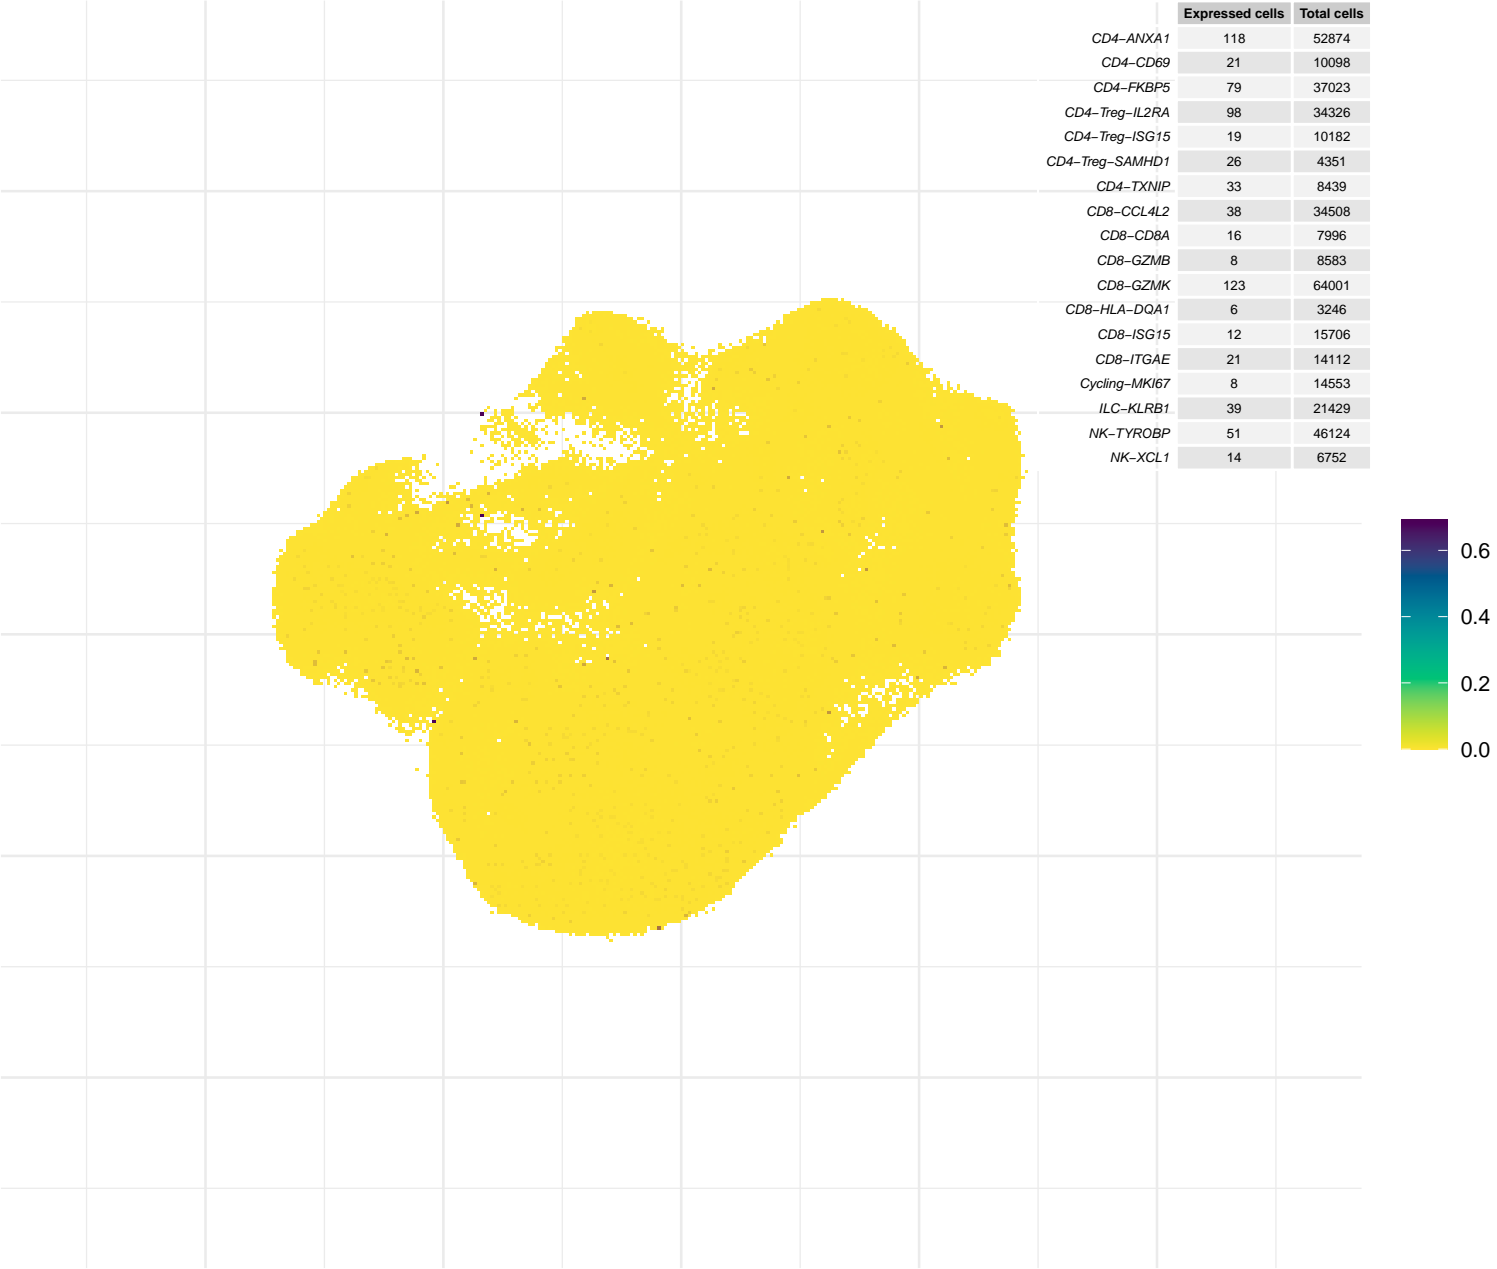 Expressed cells Total cells
CD4−ANXA1 118 52874
CD4−CD69 21 10098
CD4−FKBP5 79 37023
CD4−Treg−IL2RA 98 34326
CD4−Treg−ISG15 19 10182
CD4−Treg−SAMHD1 26 4351
CD4−TXNIP 33 8439
CD8−CCL4L2 38 34508
CD8−CD8A 16 7996
CD8−GZMB 8 8583
CD8−GZMK 123 64001
CD8−HLA−DQA1 6 3246
CD8−ISG15 12 15706
CD8−ITGAE 21 14112
Cycling−MKI67 8 14553
ILC−KLRB1 39 21429
NK−TYROBP 51 46124
NK−XCL1 14 6752
0.6
0.4
0.2
0.0